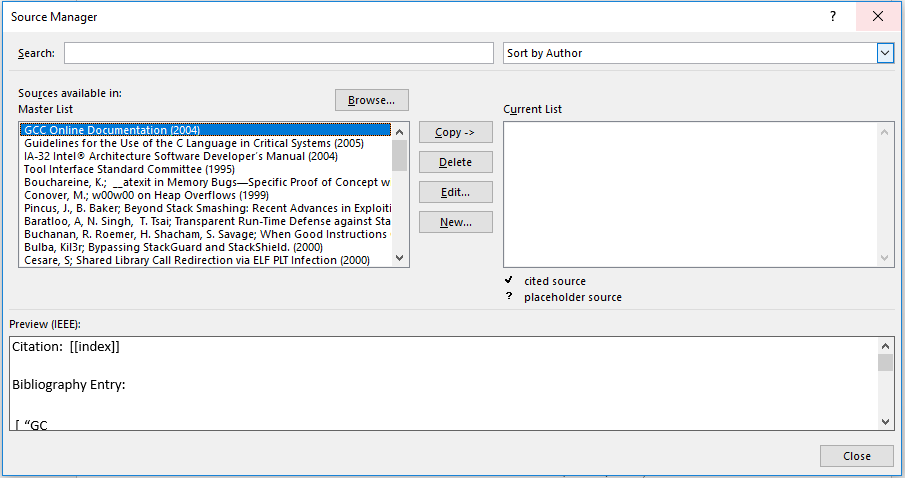 Source Manager
?
Search:
Sort by Author
Sources available in:
Master List
Browse...
Current List
GCC Online Documentation (2004)
Guidelines for the Use of the C Language in Critical Systems (2005)
IA-32 Intel® Architecture Software Developer's Manual (2004)
Tool Interface Standard Committee (1995)
Bouchareine, K.; __atexit in Memory Bugs—Specific Proof of Concept w
Conover, M.; w00w00 on Heap Overflows (1999)
Pincus, J., B. Baker; Beyond Stack Smashing: Recent Advances in Exploiti
Baratloo, A, N. Singh, T. Tsai; Transparent Run-Time Defense against Sta
Buchanan, R. Roemer, H. Shacham, S. Savage; When Good Instructions
Bulba, Kil3r; Bypassing StackGuard and StackShield. (2000)
Cesare, S; Shared Library Call Redirection via ELF PLT Infection (2000)
Copy ->
Delete
Edit...
New...
cited source
? placeholder source
Preview (IEEE):
Citation: [[index]]
Bibliography Entry:
[ “GC
Close